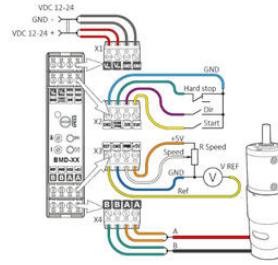 VDC 12-24
GND -
VDC 12-24 +
X1
GND
Hard stop
X2
Dir
Start
BMD-XX
X3
+5V
Speed
R Speed
V REF
GND
V
Ref
B B A A
B B A A
X4
A
B